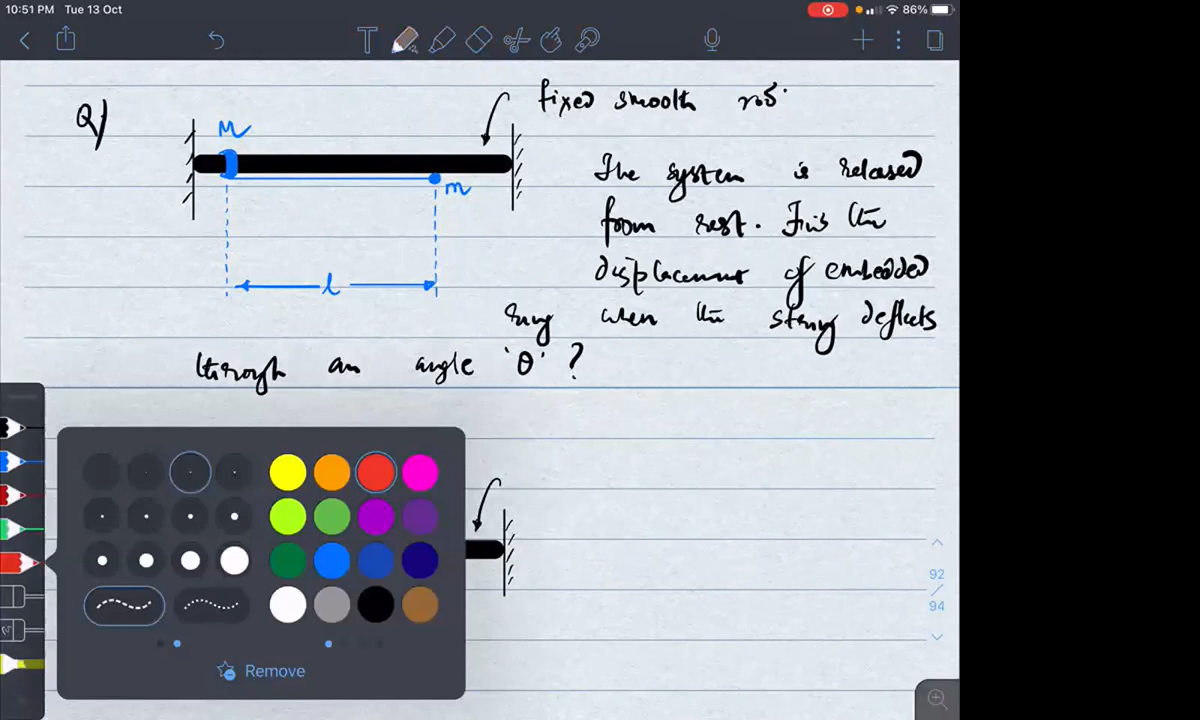 10:51 PM Tue 13 Oct
86%
Q)
fixed smooth rod.
M
m
The system is released
from rest. Find the
l
displacement of embedded
ring when the string deflects
through an angle 'θ' ?
92
/
94
Remove